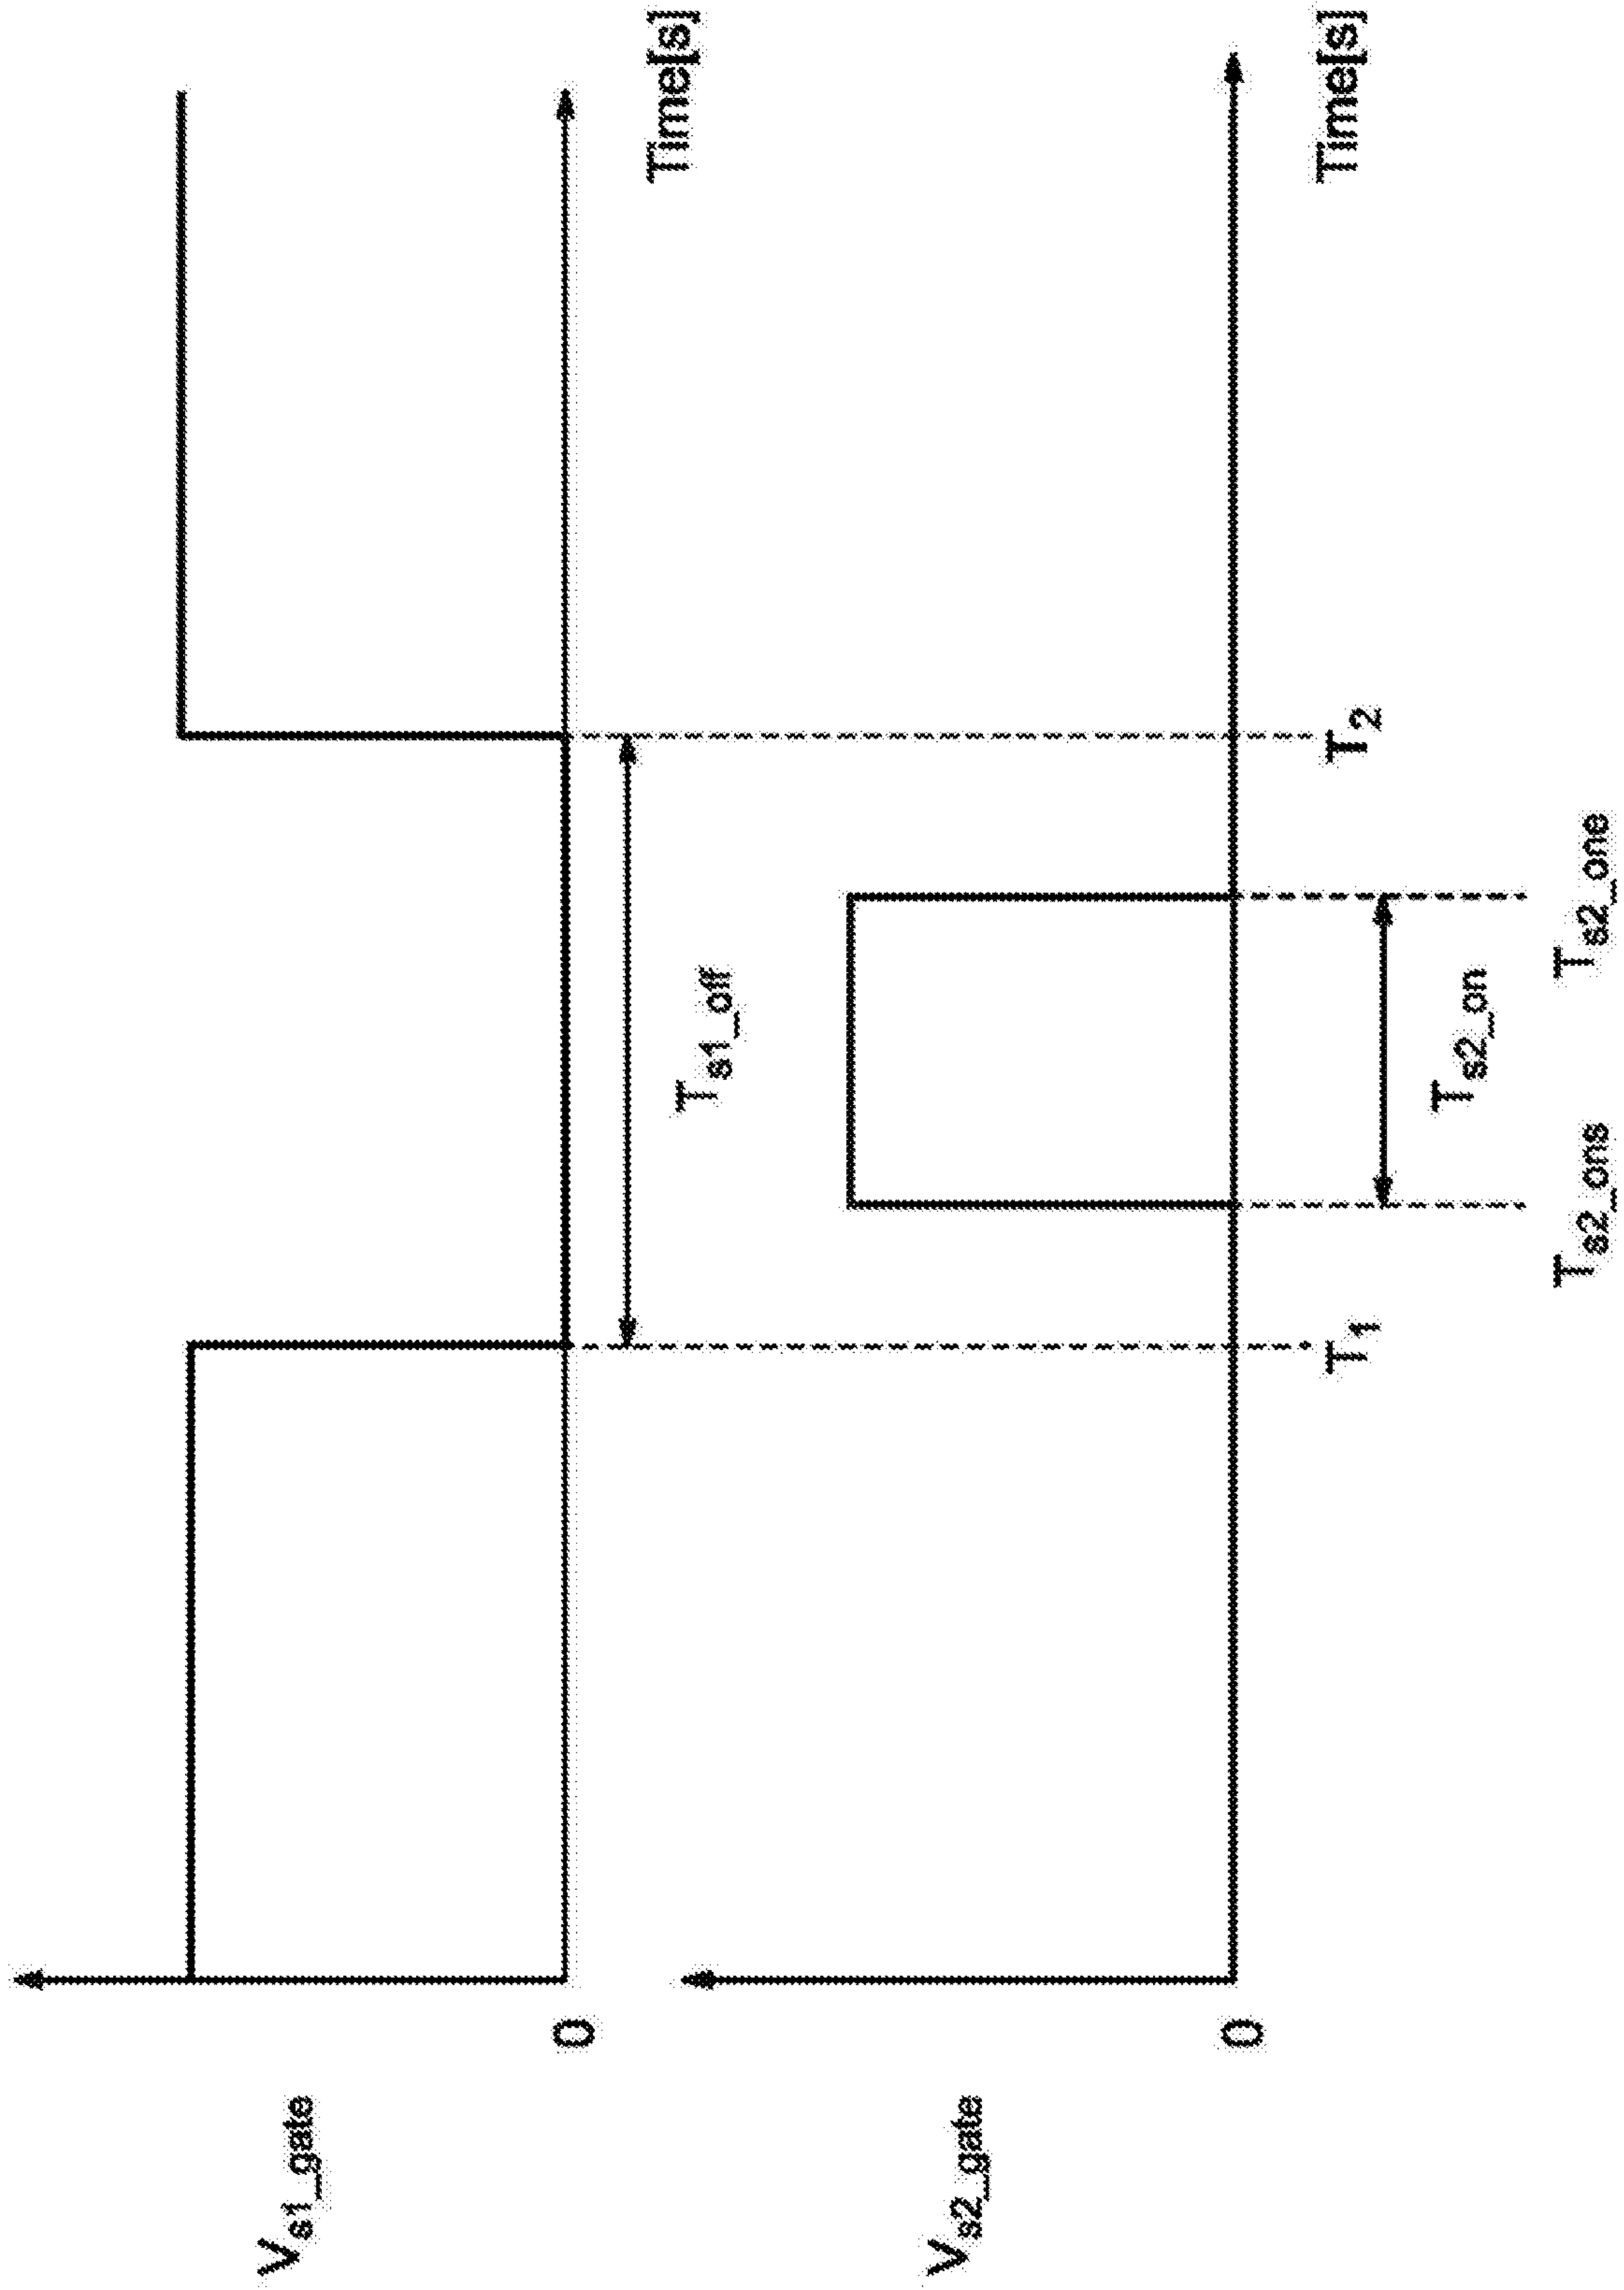 V_s1_gate
0
Time[s]
T_s1_off
V_s2_gate
0
Time[s]
T_1
T_2
T_s2_on
T_s2_ons
T_s2_one